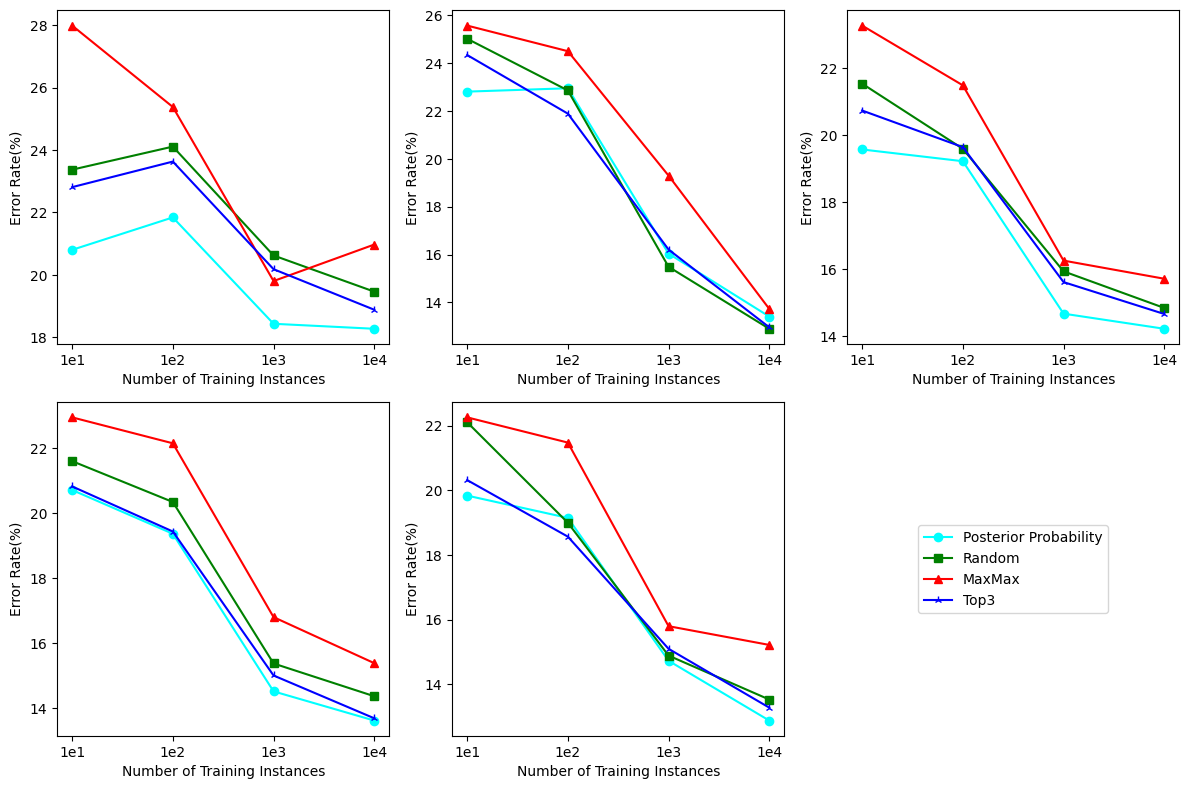 28
26
24
22
20
18
Error Rate(%)
1e1 1e2 1e3 1e4
Number of Training Instances
26
24
22
20
18
16
14
Error Rate(%)
1e1 1e2 1e3 1e4
Number of Training Instances
22
20
18
16
14
Error Rate(%)
1e1 1e2 1e3 1e4
Number of Training Instances
22
20
18
16
14
Error Rate(%)
1e1 1e2 1e3 1e4
Number of Training Instances
22
20
18
16
14
Error Rate(%)
1e1 1e2 1e3 1e4
Number of Training Instances
Posterior Probability
Random
MaxMax
Top3